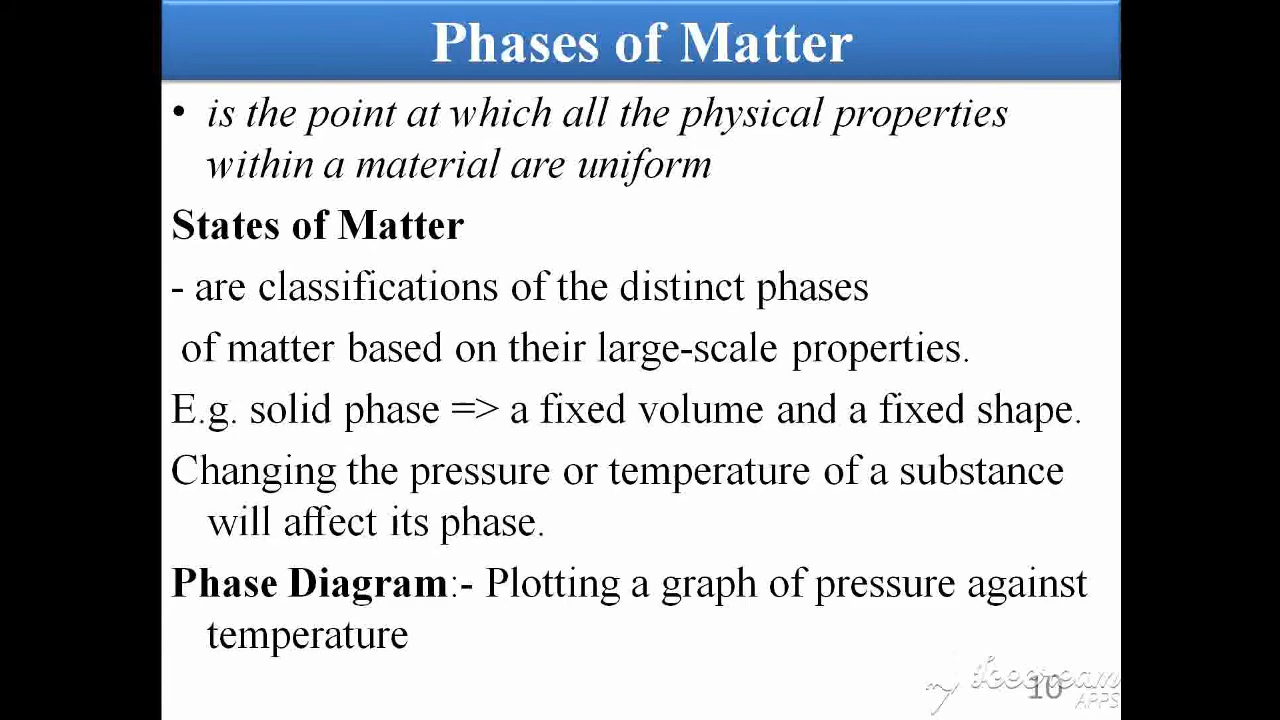 Phases of Matter
• is the point at which all the physical properties
within a material are uniform
States of Matter
- are classifications of the distinct phases
of matter based on their large-scale properties.
E.g. solid phase => a fixed volume and a fixed shape.
Changing the pressure or temperature of a substance
will affect its phase.
Phase Diagram:- Plotting a graph of pressure against
temperature
Icecream
10
APPS